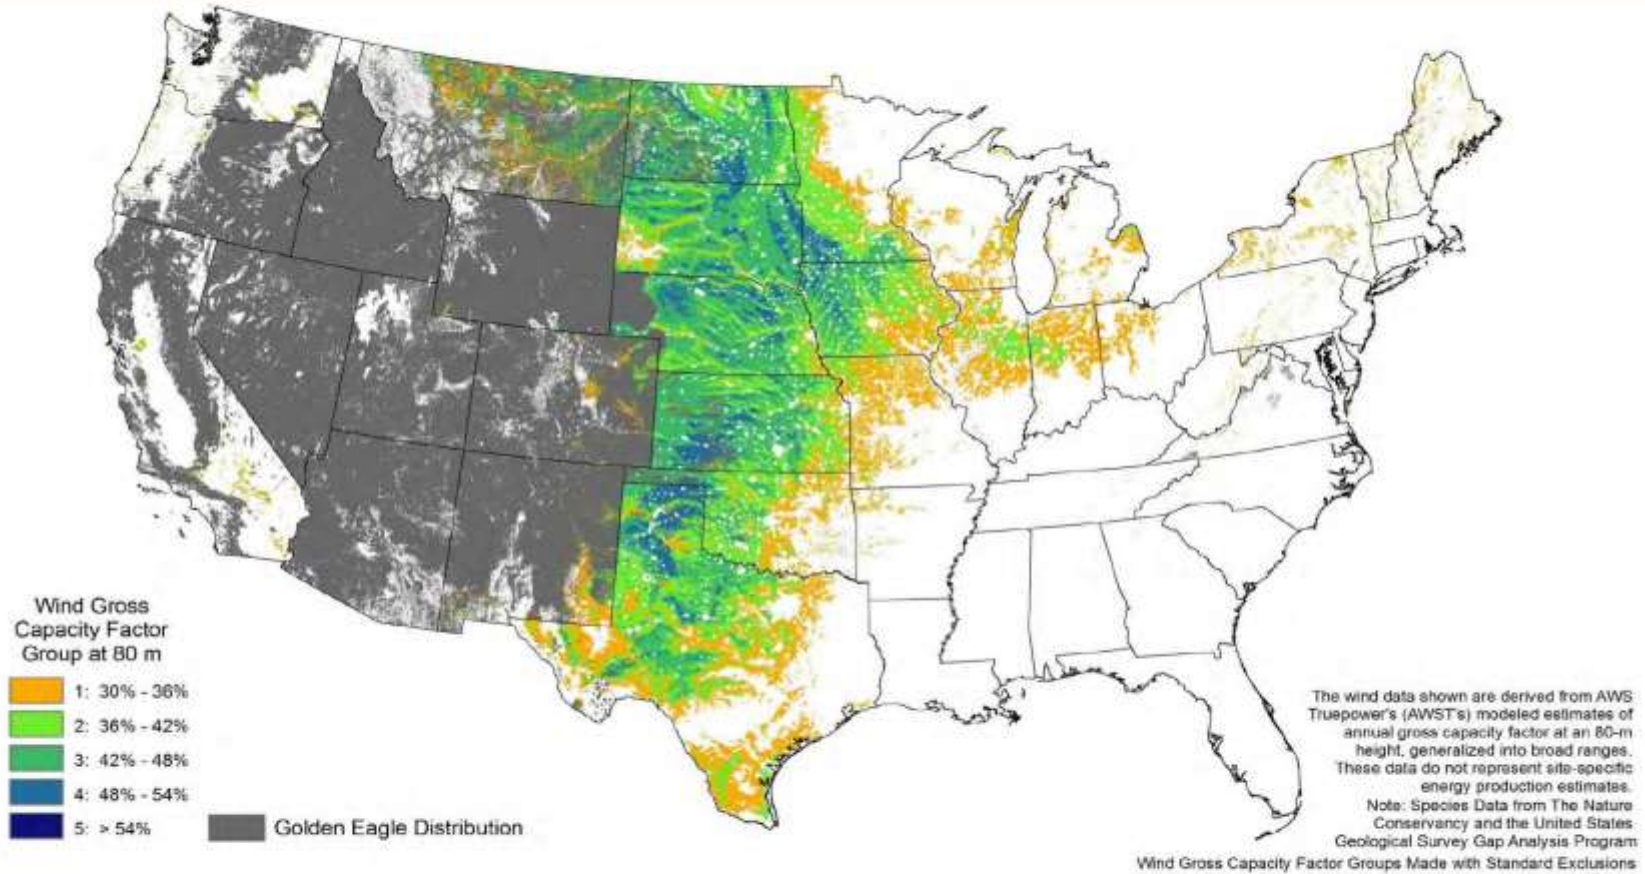 Wind Gross
Capacity Factor
Group at 80 m
1: 30% - 36%
2: 36% - 42%
3: 42% - 48%
4: 48% - 54%
5: > 54%
Golden Eagle Distribution
The wind data shown are derived from AWS
Truepower's (AWST's) modeled estimates of
annual gross capacity factor at an 80-m
height, generalized into broad ranges.
These data do not represent site-specific
energy production estimates.
Note: Species Data from The Nature
Conservancy and the United States
Geological Survey Gap Analysis Program
Wind Gross Capacity Factor Groups Made with Standard Exclusions